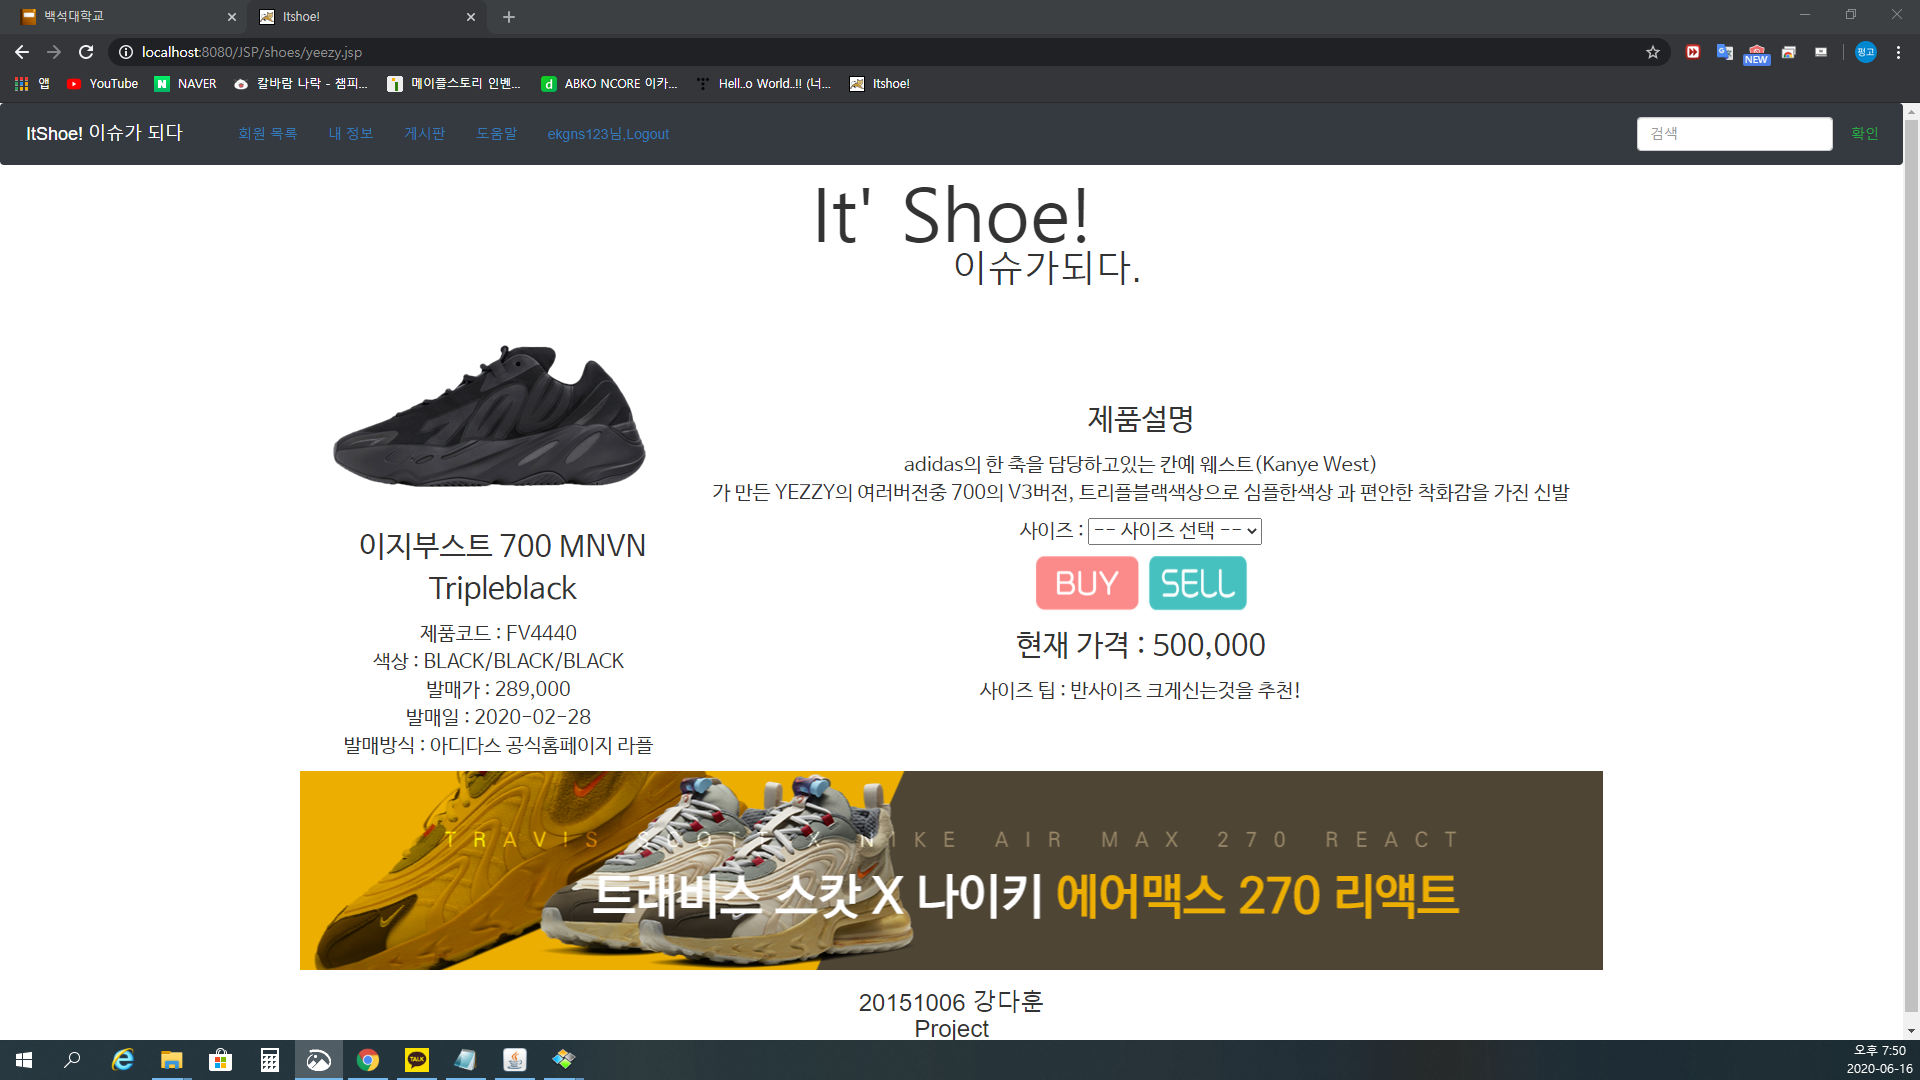 백석대학교
Itshoe!
localhost:8080/JSP/shoes/yeezy.jsp
NEW
펑고
앱
YouTube
NAVER
칼바람 나락 - 챔피...
메이플스토리 인벤...
ABKO NCORE 이카...
Hell..o World..!! (너...
Itshoe!
ItShoe! 이슈가 되다
회원 목록
내 정보
게시판
도움말
ekgns123님,Logout
검색
확인
It' Shoe!
이슈가되다.
이지부스트 700 MNVN
Tripleblack
제품코드 : FV4440
색상 : BLACK/BLACK/BLACK
발매가 : 289,000
발매일 : 2020-02-28
발매방식 : 아디다스 공식홈페이지 라플
제품설명
adidas의 한 축을 담당하고있는 칸예 웨스트(Kanye West)
가 만든 YEZZY의 여러버전중 700의 V3버전, 트리플블랙색상으로 심플한색상 과 편안한 착화감을 가진 신발
사이즈 : -- 사이즈 선택 --
BUY SELL
현재 가격 : 500,000
사이즈 팁 : 반사이즈 크게신는것을 추천!
TRAVIS SCOTT X NIKE AIR MAX 270 REACT
트래비스 스캇 X 나이키 에어맥스 270 리액트
20151006 강다훈
Project
TALK
오후 7:50
2020-06-16